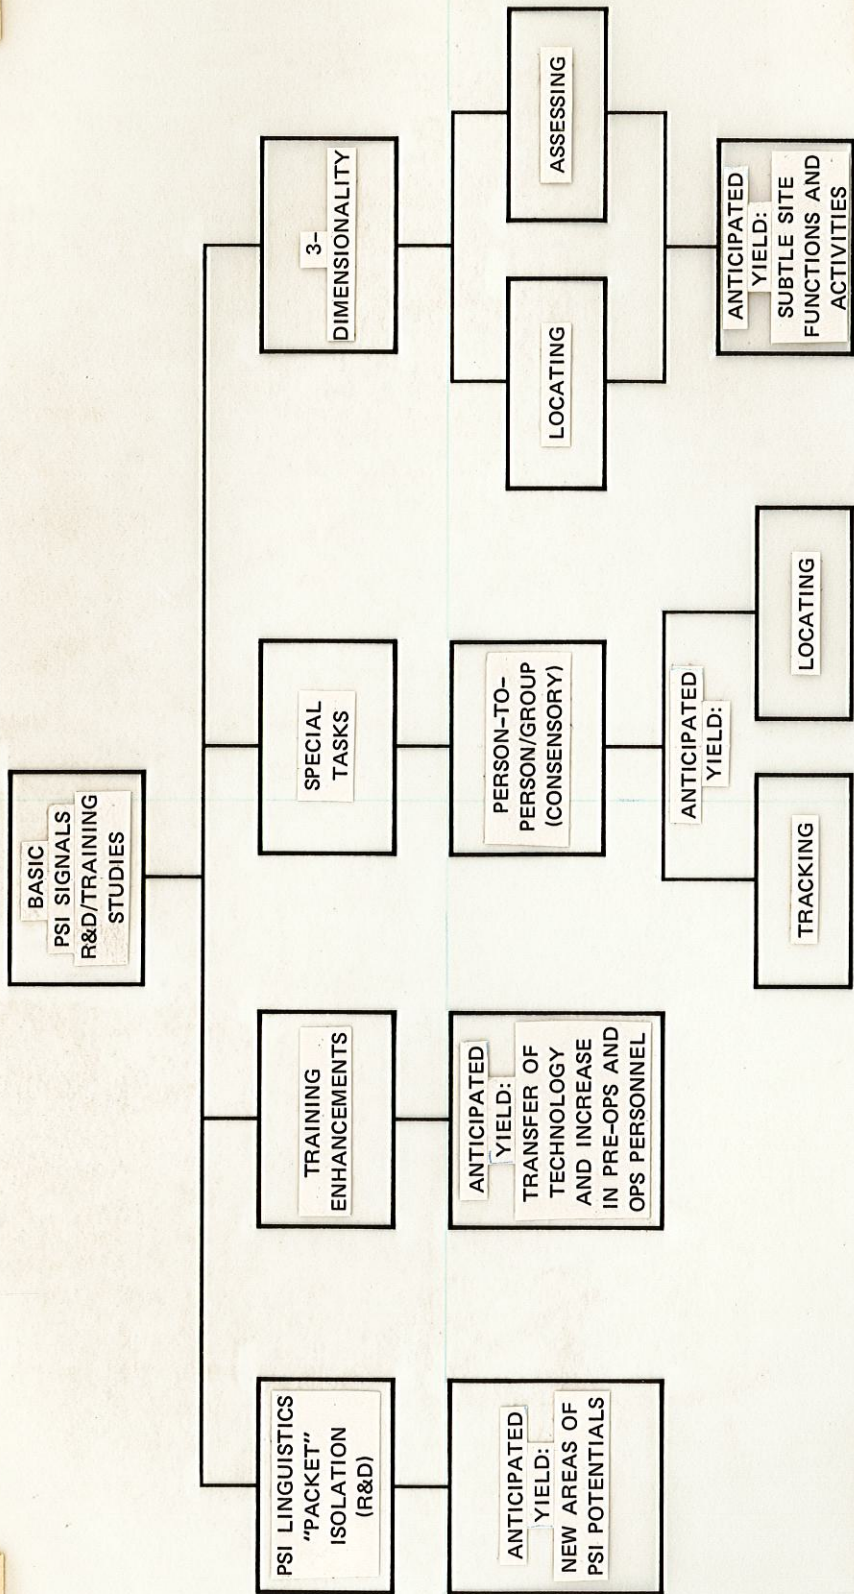 BASIC
PSI SIGNALS
R&D/TRAINING
STUDIES
PSI LINGUISTICS
"PACKET"
ISOLATION
(R&D)
TRAINING
ENHANCEMENTS
SPECIAL
TASKS
3-
DIMENSIONALITY
ANTICIPATED
YIELD:
NEW AREAS OF
PSI POTENTIALS
ANTICIPATED
YIELD:
TRANSFER OF
TECHNOLOGY
AND INCREASE
IN PRE-OPS AND
OPS PERSONNEL
PERSON-TO-
PERSON/GROUP
(CONSENSORY)
ANTICIPATED
YIELD:
TRACKING
LOCATING
LOCATING
ASSESSING
ANTICIPATED
YIELD:
SUBTLE SITE
FUNCTIONS AND
ACTIVITIES